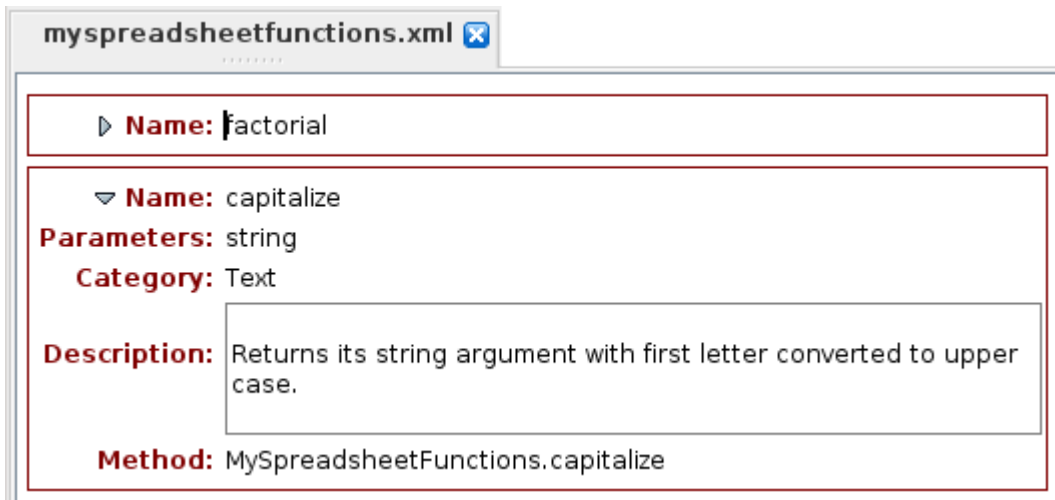 myspreadsheetfunctions.xml
Name: factorial
Name: capitalize
Parameters: string
Category: Text
Description: Returns its string argument with first letter converted to upper
case.
Method: MySpreadsheetFunctions.capitalize